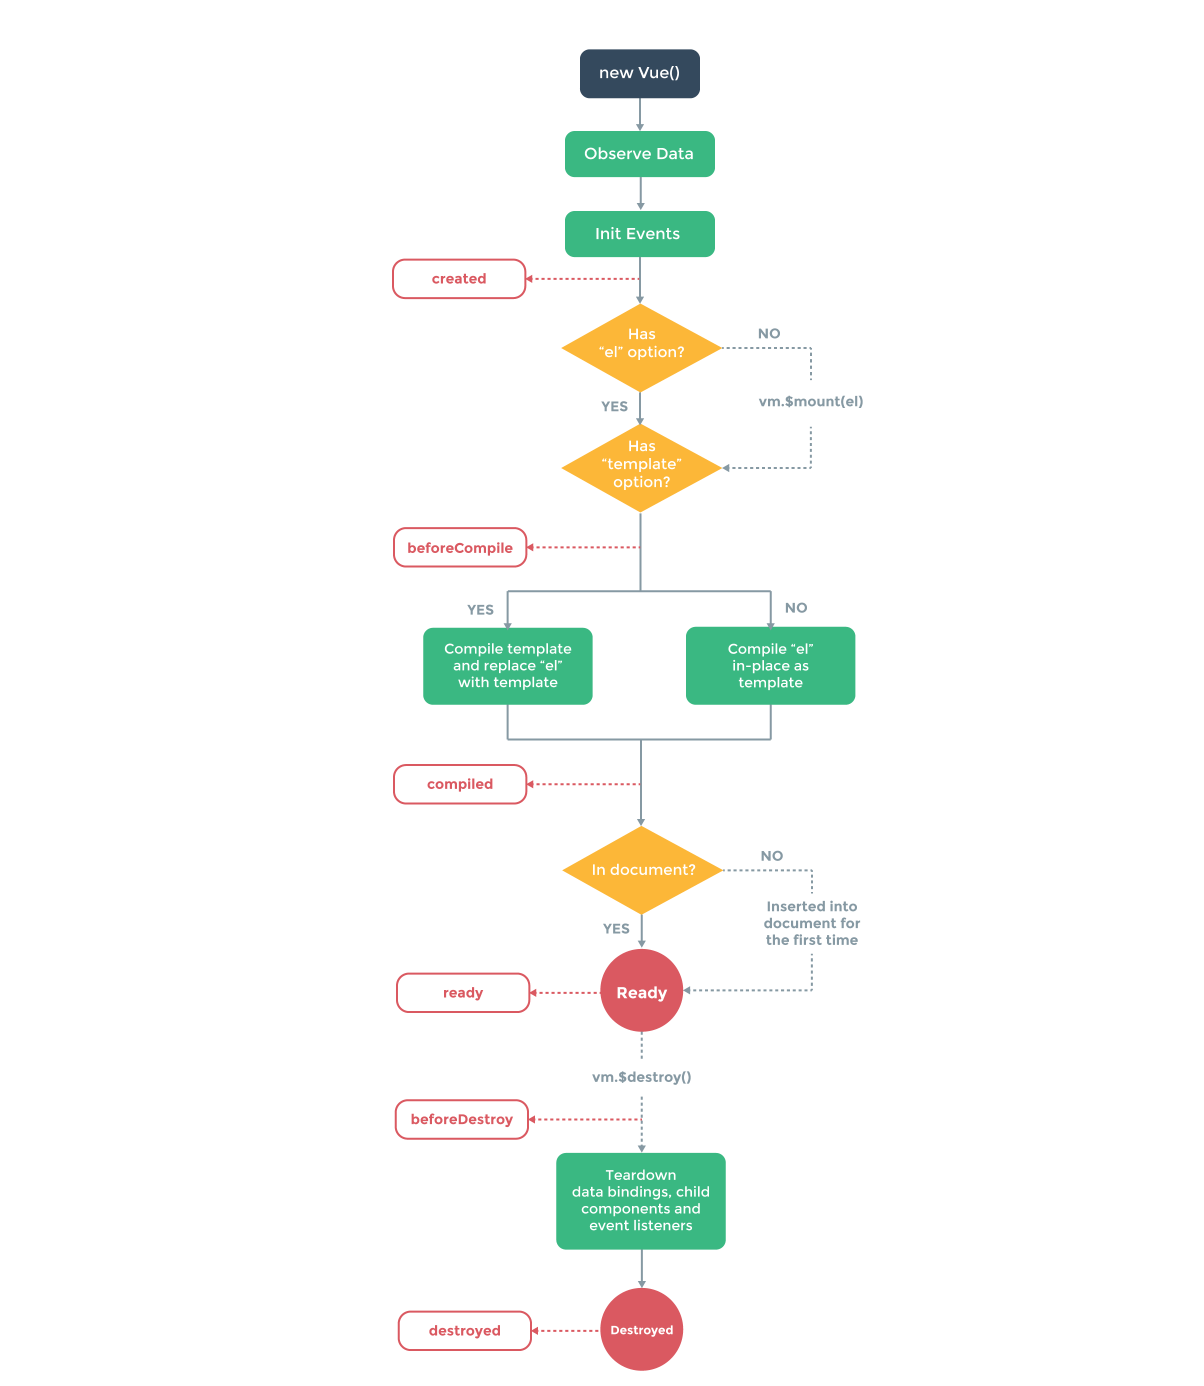 new Vue()
Observe Data
Init Events
created
Has
“el” option?
NO
YES
vm.$mount(el)
Has
“template”
option?
beforeCompile
YES
NO
Compile template
and replace “el”
with template
Compile “el”
in-place as
template
compiled
In document?
NO
Inserted into
document for
the first time
YES
Ready
ready
vm.$destroy()
beforeDestroy
Teardown
data bindings, child
components and
event listeners
destroyed
Destroyed